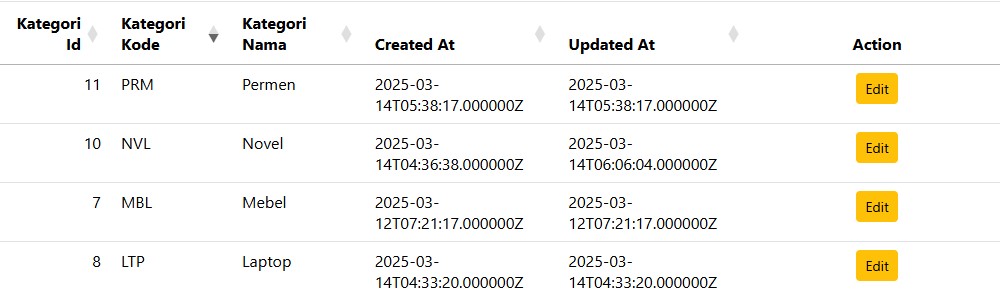 Kategori Id Kategori Kode Kategori Nama Created At Updated At Action
11 PRM Permen 2025-03-14T05:38:17.000000Z 2025-03-14T05:38:17.000000Z Edit
10 NVL Novel 2025-03-14T04:36:38.000000Z 2025-03-14T06:06:04.000000Z Edit
7 MBL Mebel 2025-03-12T07:21:17.000000Z 2025-03-12T07:21:17.000000Z Edit
8 LTP Laptop 2025-03-14T04:33:20.000000Z 2025-03-14T04:33:20.000000Z Edit